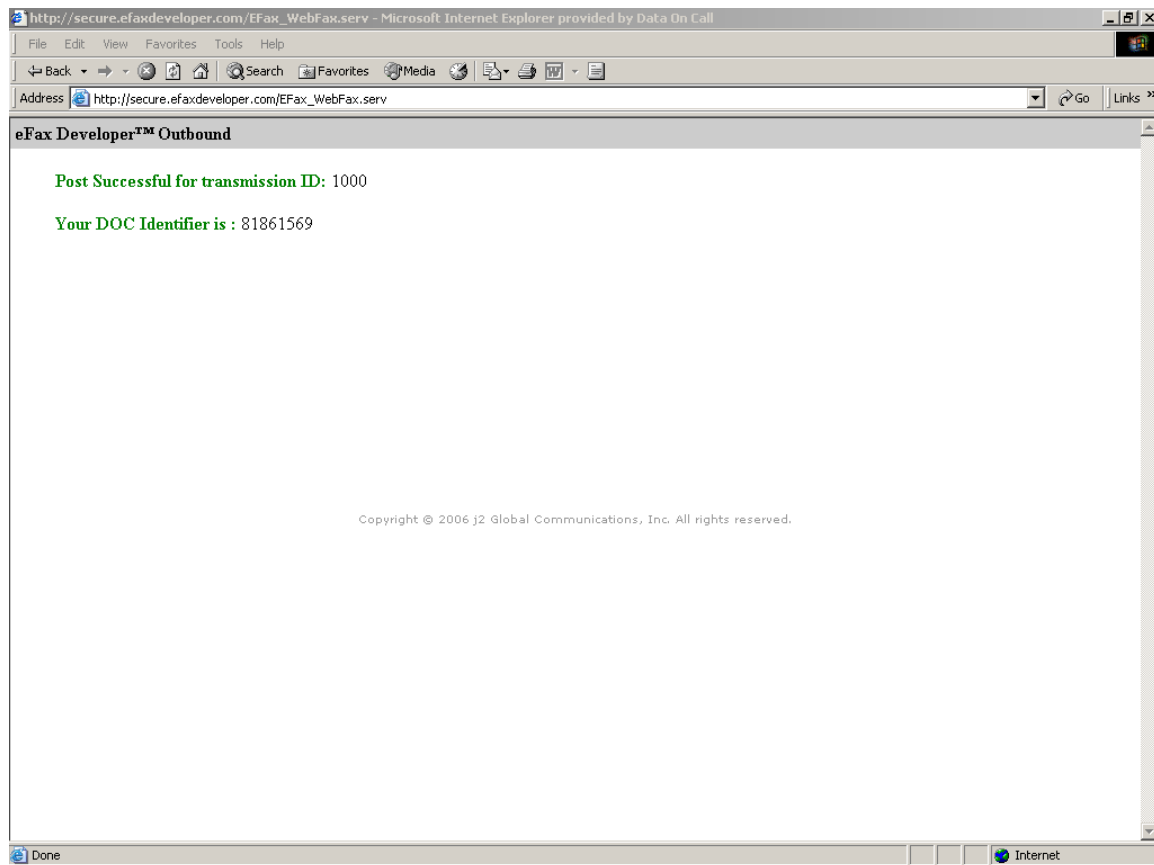 http://secure.efaxdeveloper.com/EFax_WebFax.serv - Microsoft Internet Explorer provided by Data On Call
File Edit View Favorites Tools Help
Back Search Favorites Media
Address http://secure.efaxdeveloper.com/EFax_WebFax.serv Go Links »
eFax Developer™ Outbound
Post Successful for transmission ID: 1000
Your DOC Identifier is : 81861569
Copyright © 2006 j2 Global Communications, Inc. All rights reserved.
Done Internet